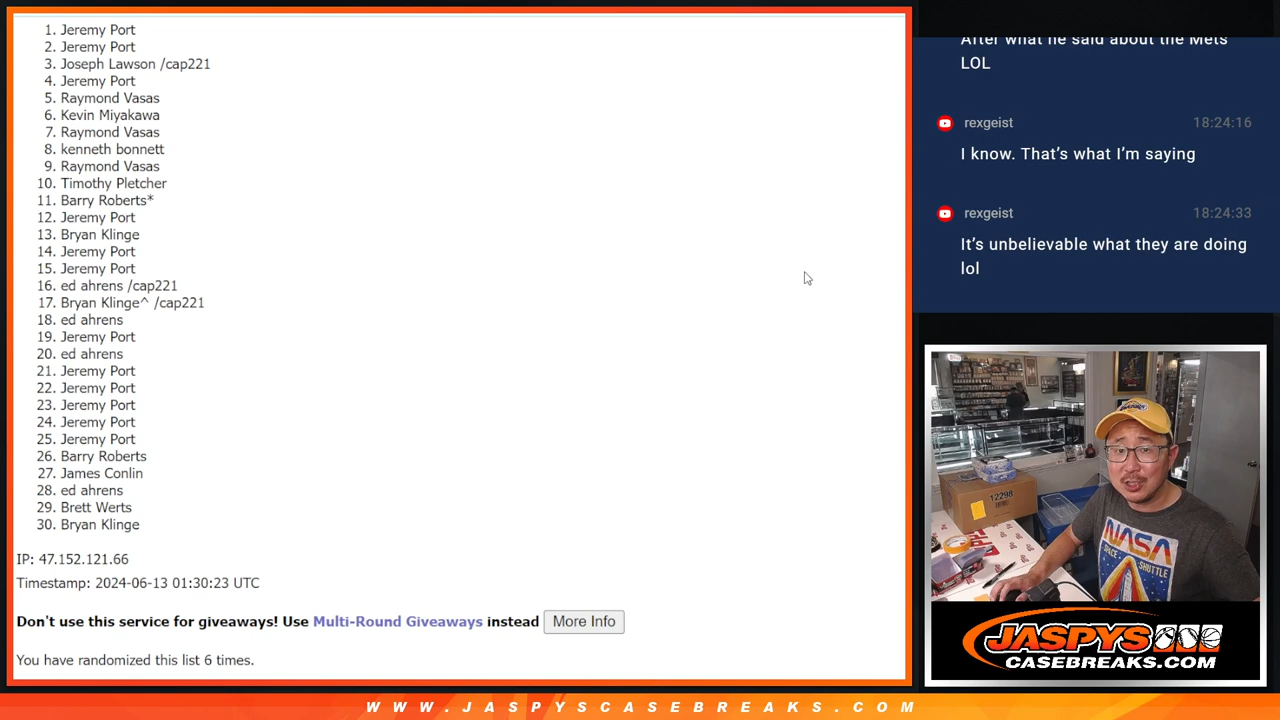 1. Jeremy Port
2. Jeremy Port
3. Joseph Lawson /cap221
4. Jeremy Port
5. Raymond Vasas
6. Kevin Miyakawa
7. Raymond Vasas
8. kenneth bonnett
9. Raymond Vasas
10. Timothy Pletcher
11. Barry Roberts*
12. Jeremy Port
13. Bryan Klinge
14. Jeremy Port
15. Jeremy Port
16. ed ahrens /cap221
17. Bryan Klinge^ /cap221
18. ed ahrens
19. Jeremy Port
20. ed ahrens
21. Jeremy Port
22. Jeremy Port
23. Jeremy Port
24. Jeremy Port
25. Jeremy Port
26. Barry Roberts
27. James Conlin
28. ed ahrens
29. Brett Werts
30. Bryan Klinge
IP: 47.152.121.66
Timestamp: 2024-06-13 01:30:23 UTC
Don't use this service for giveaways! Use Multi-Round Giveaways instead More Info
You have randomized this list 6 times.
After what he said about the Mets
LOL
rexgeist 18:24:16
I know. That's what I'm saying
rexgeist 18:24:33
It's unbelievable what they are doing
lol
12298
NASA
SPACE SHUTTLE
JASPYS
CASEBREAKS.COM
WWW.JASPYSCASEBREAKS.COM